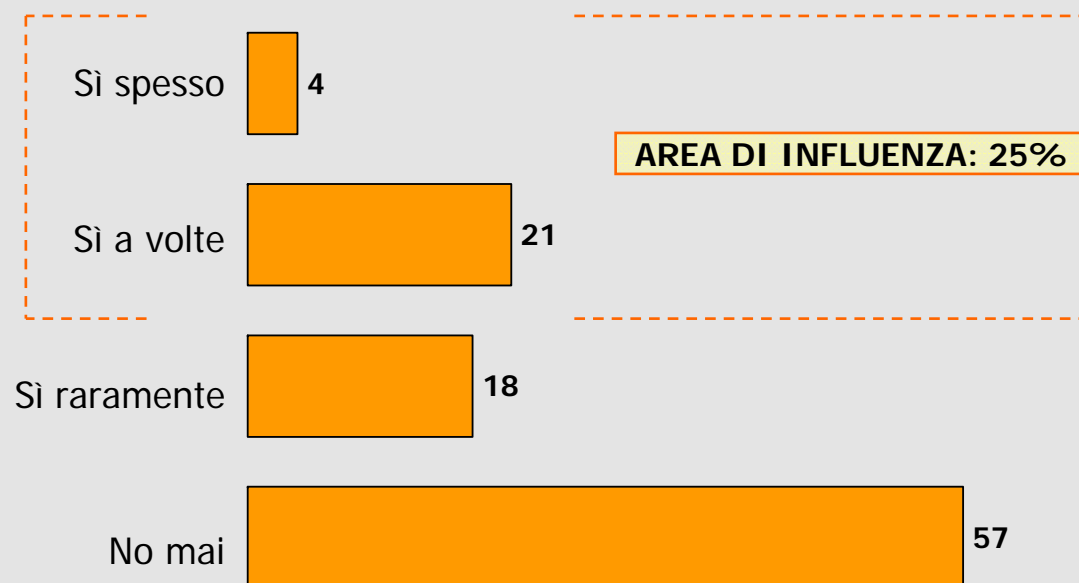 Sì spesso 4
AREA DI INFLUENZA: 25%
Sì a volte 21
Sì raramente 18
No mai 57